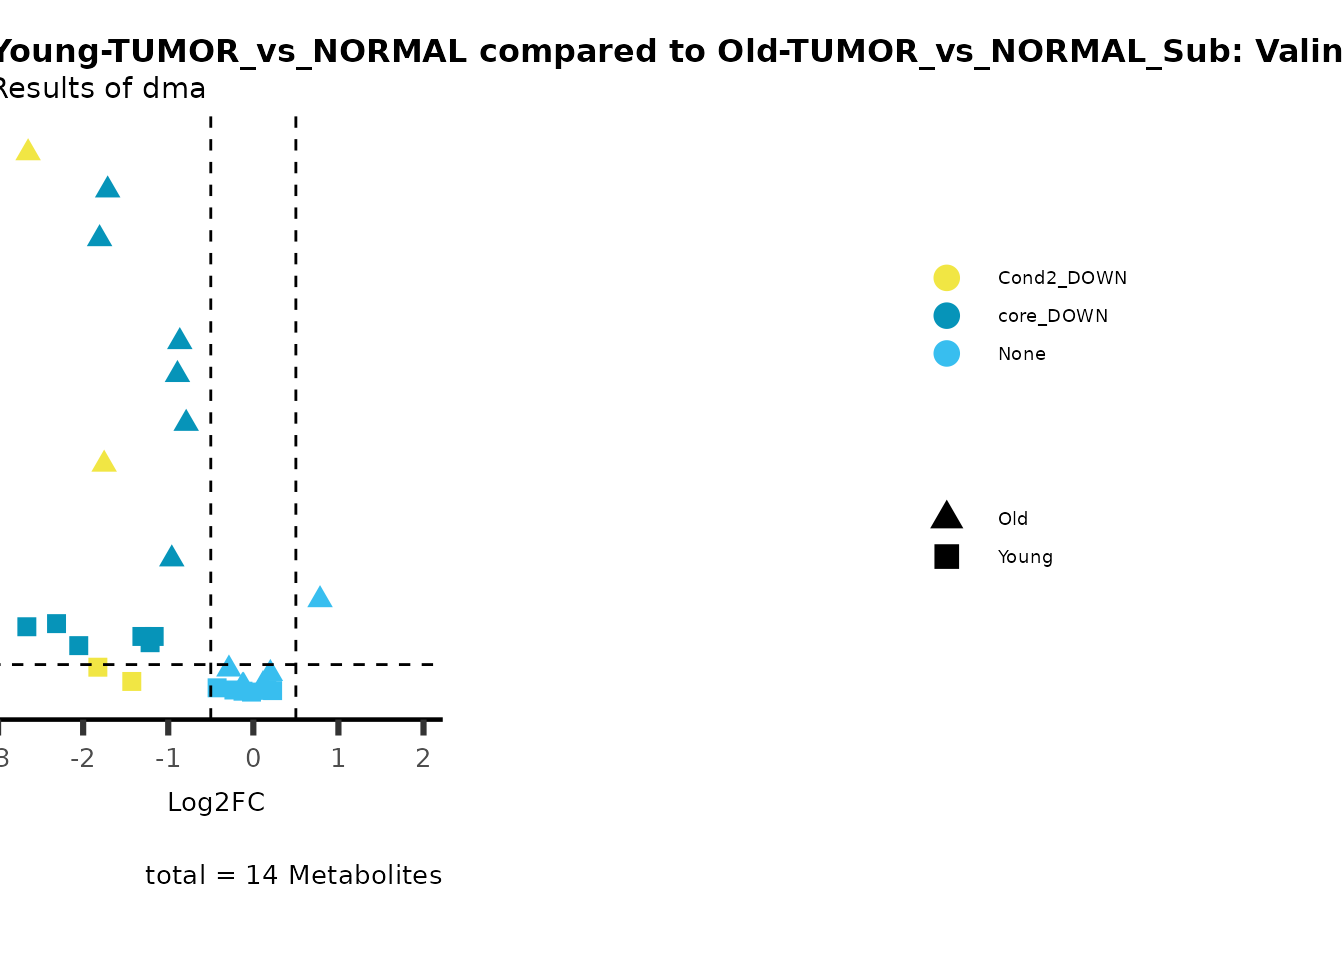 Young-TUMOR_vs_NORMAL compared to Old-TUMOR_vs_NORMAL_Sub: Valin
Results of dma
Cond2_DOWN
core_DOWN
None
Old
Young
3 -2 -1 0 1 2
Log2FC
total = 14 Metabolites